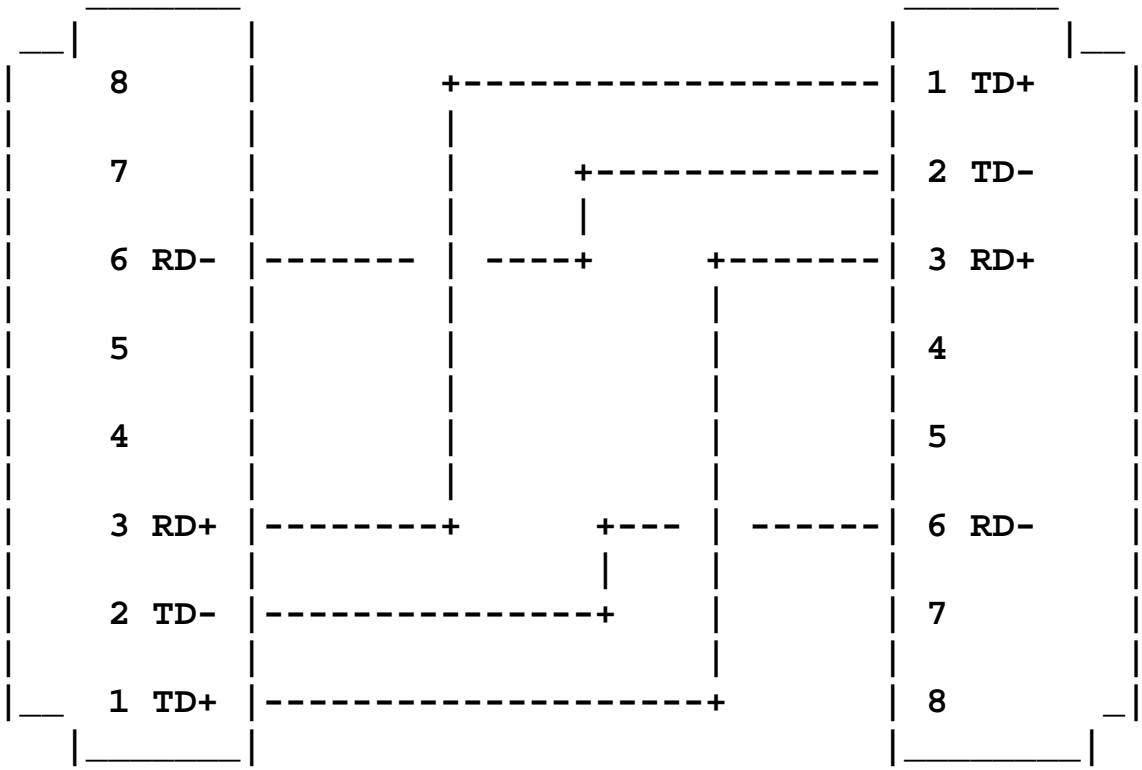 8 1 TD+
7 2 TD-
6 RD- 3 RD+
5 4
4 5
3 RD+ 6 RD-
2 TD- 7
1 TD+ 8